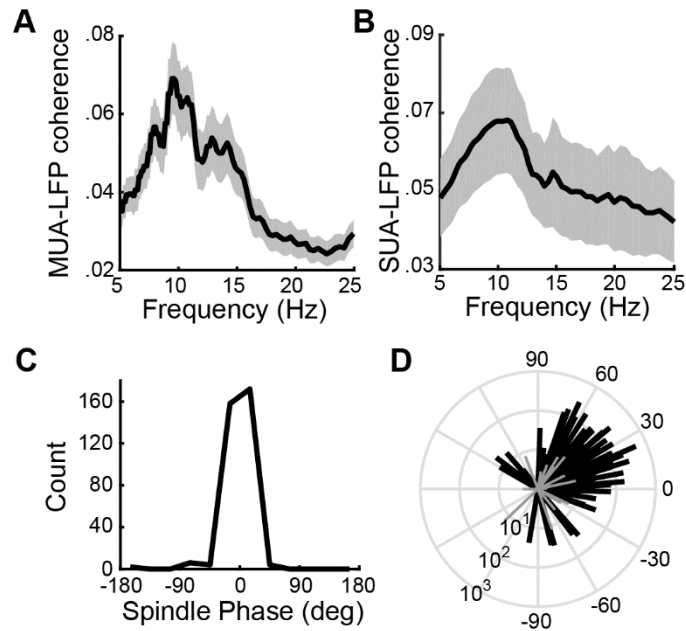 A
MUA-LFP coherence
.08
.06
.04
.02
5 10 15 20 25
Frequency (Hz)
B
SUA-LFP coherence
.09
.07
.05
.03
5 10 15 20 25
Frequency (Hz)
C
Count
160
120
80
40
0
-180 -90 0 90 180
Spindle Phase (deg)
D
90
60
30
0
-30
-60
-90
10¹
10²
10³